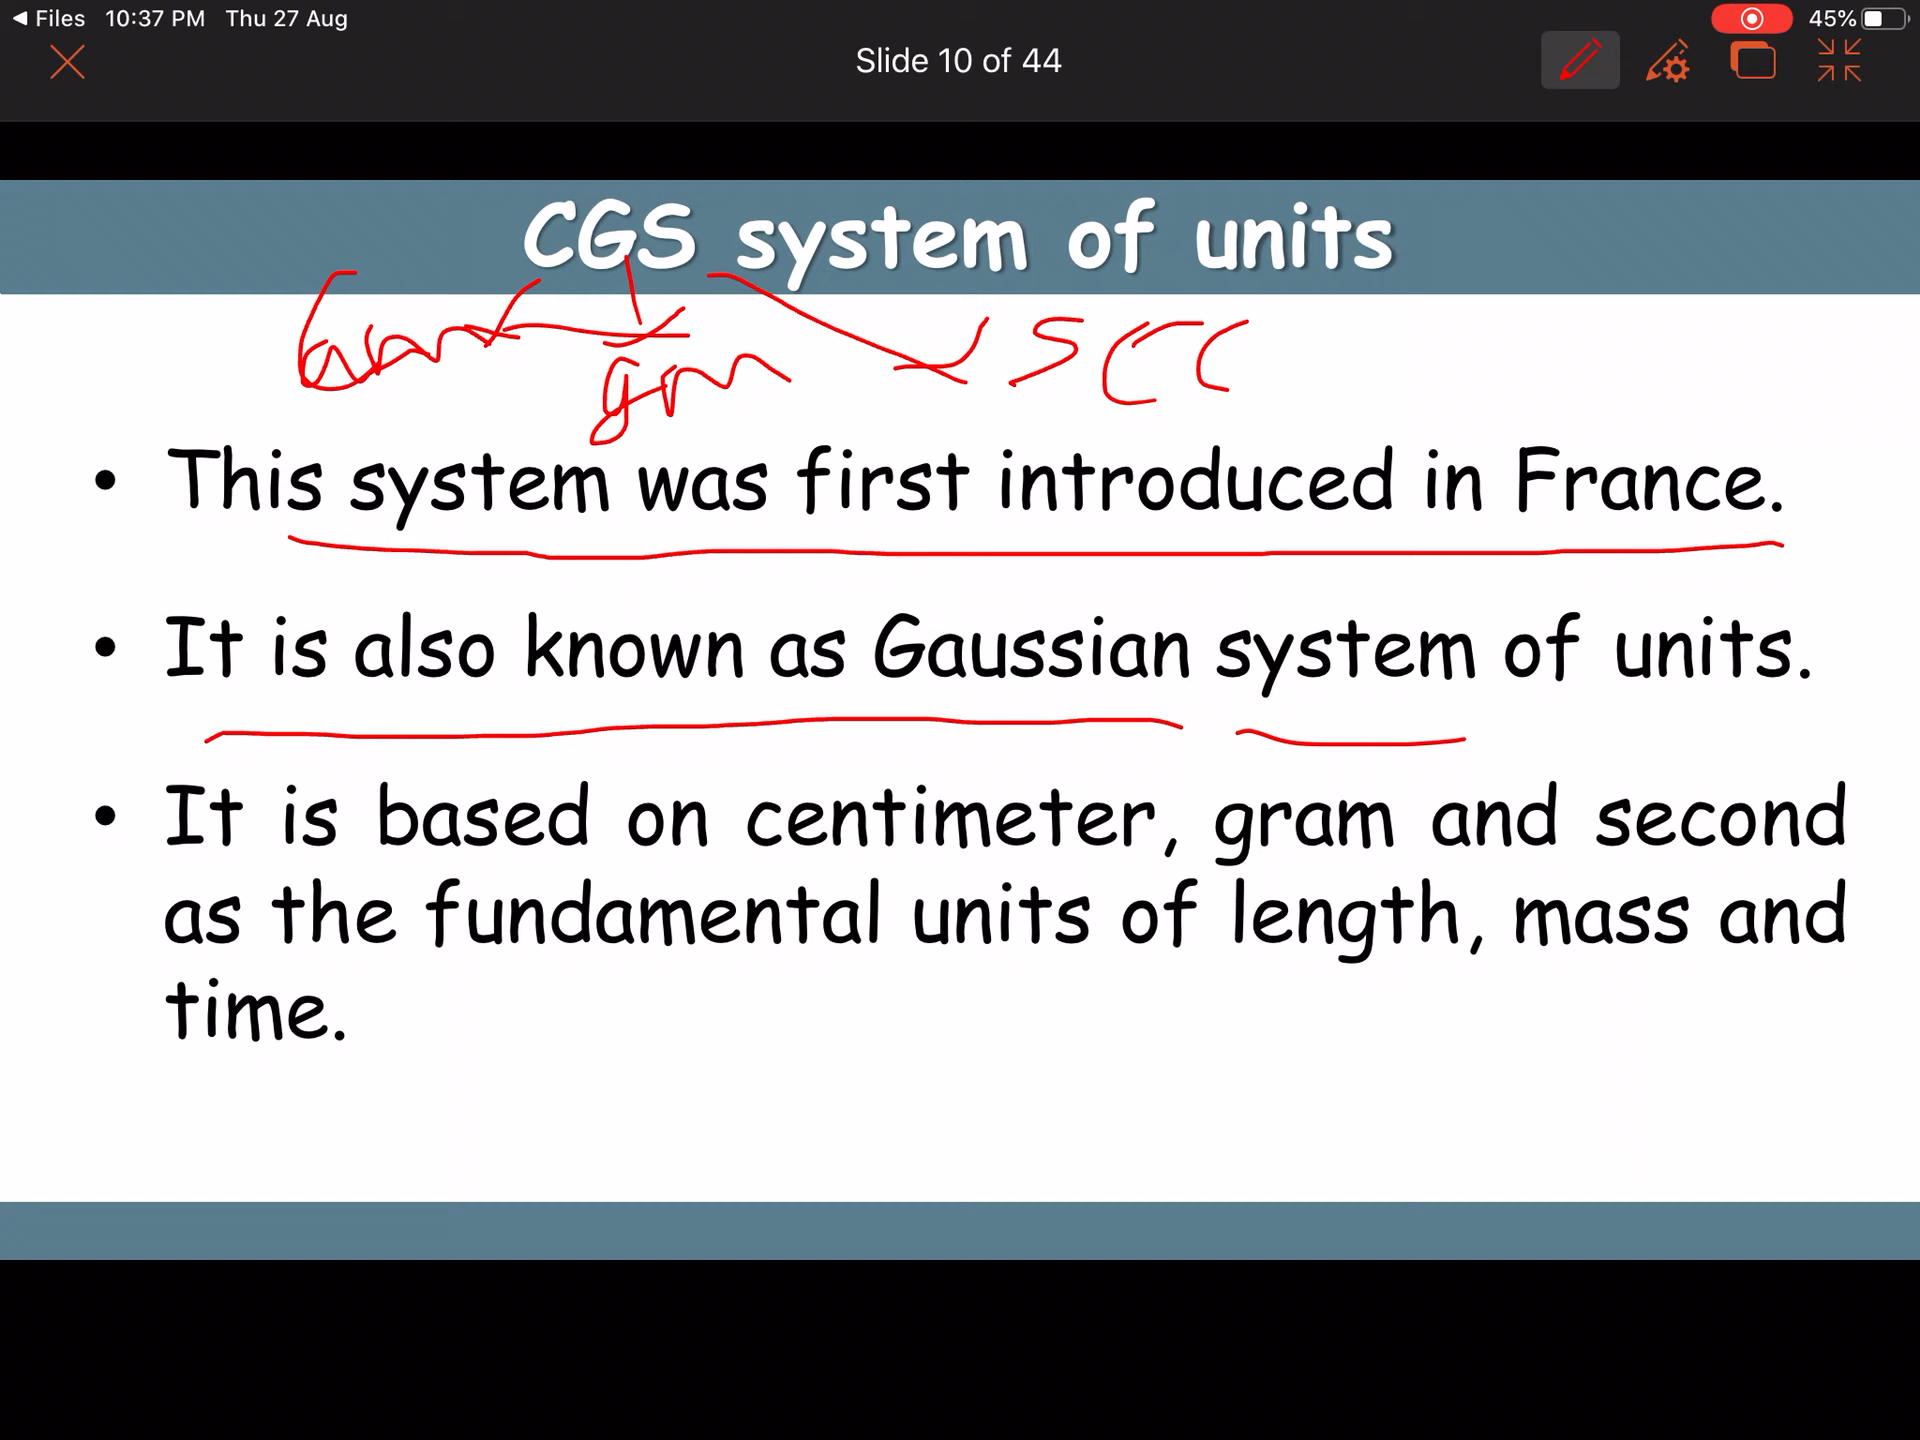 Files 10:37 PM Thu 27 Aug 45%
Slide 10 of 44
CGS system of units
gm
• This system was first introduced in France.
• It is also known as Gaussian system of units.
• It is based on centimeter, gram and second
as the fundamental units of length, mass and
time.